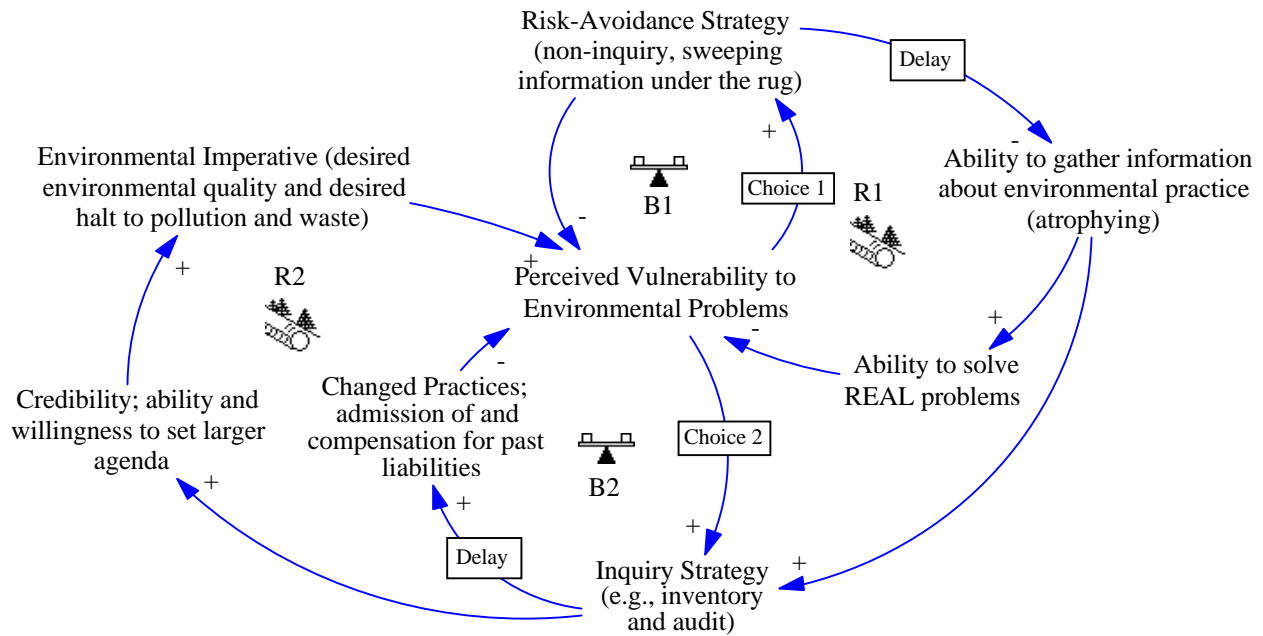 Risk-Avoidance Strategy
(non-inquiry, sweeping
information under the rug)
Delay
+
-
Environmental Imperative (desired
environmental quality and desired
halt to pollution and waste)
Ability to gather information
about environmental practice
(atrophying)
B1
Choice 1
R1
-
+
+
R2
Perceived Vulnerability to
Environmental Problems
+
-
-
Changed Practices;
admission of and
compensation for past
liabilities
Ability to solve
REAL problems
Credibility; ability and
willingness to set larger
agenda
Choice 2
+
B2
+
+
Delay
+
Inquiry Strategy
(e.g., inventory
and audit)